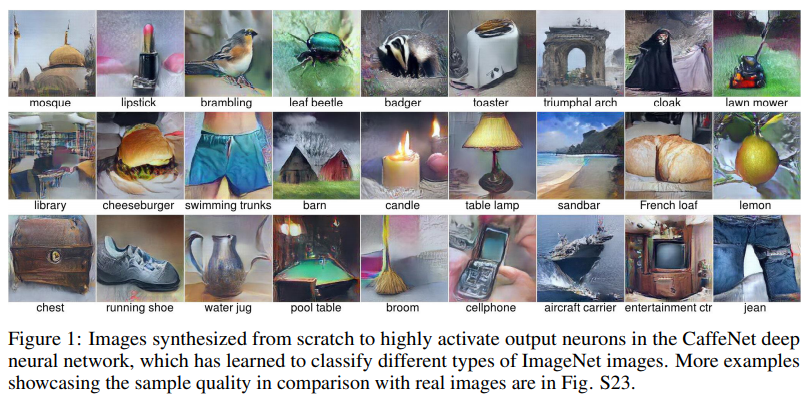 mosque lipstick brambling leaf beetle badger toaster triumphal arch cloak lawn mower
library cheeseburger swimming trunks barn candle table lamp sandbar French loaf lemon
chest running shoe water jug pool table broom cellphone aircraft carrier entertainment ctr jean
Figure 1: Images synthesized from scratch to highly activate output neurons in the CaffeNet deep
neural network, which has learned to classify different types of ImageNet images. More examples
showcasing the sample quality in comparison with real images are in Fig. S23.